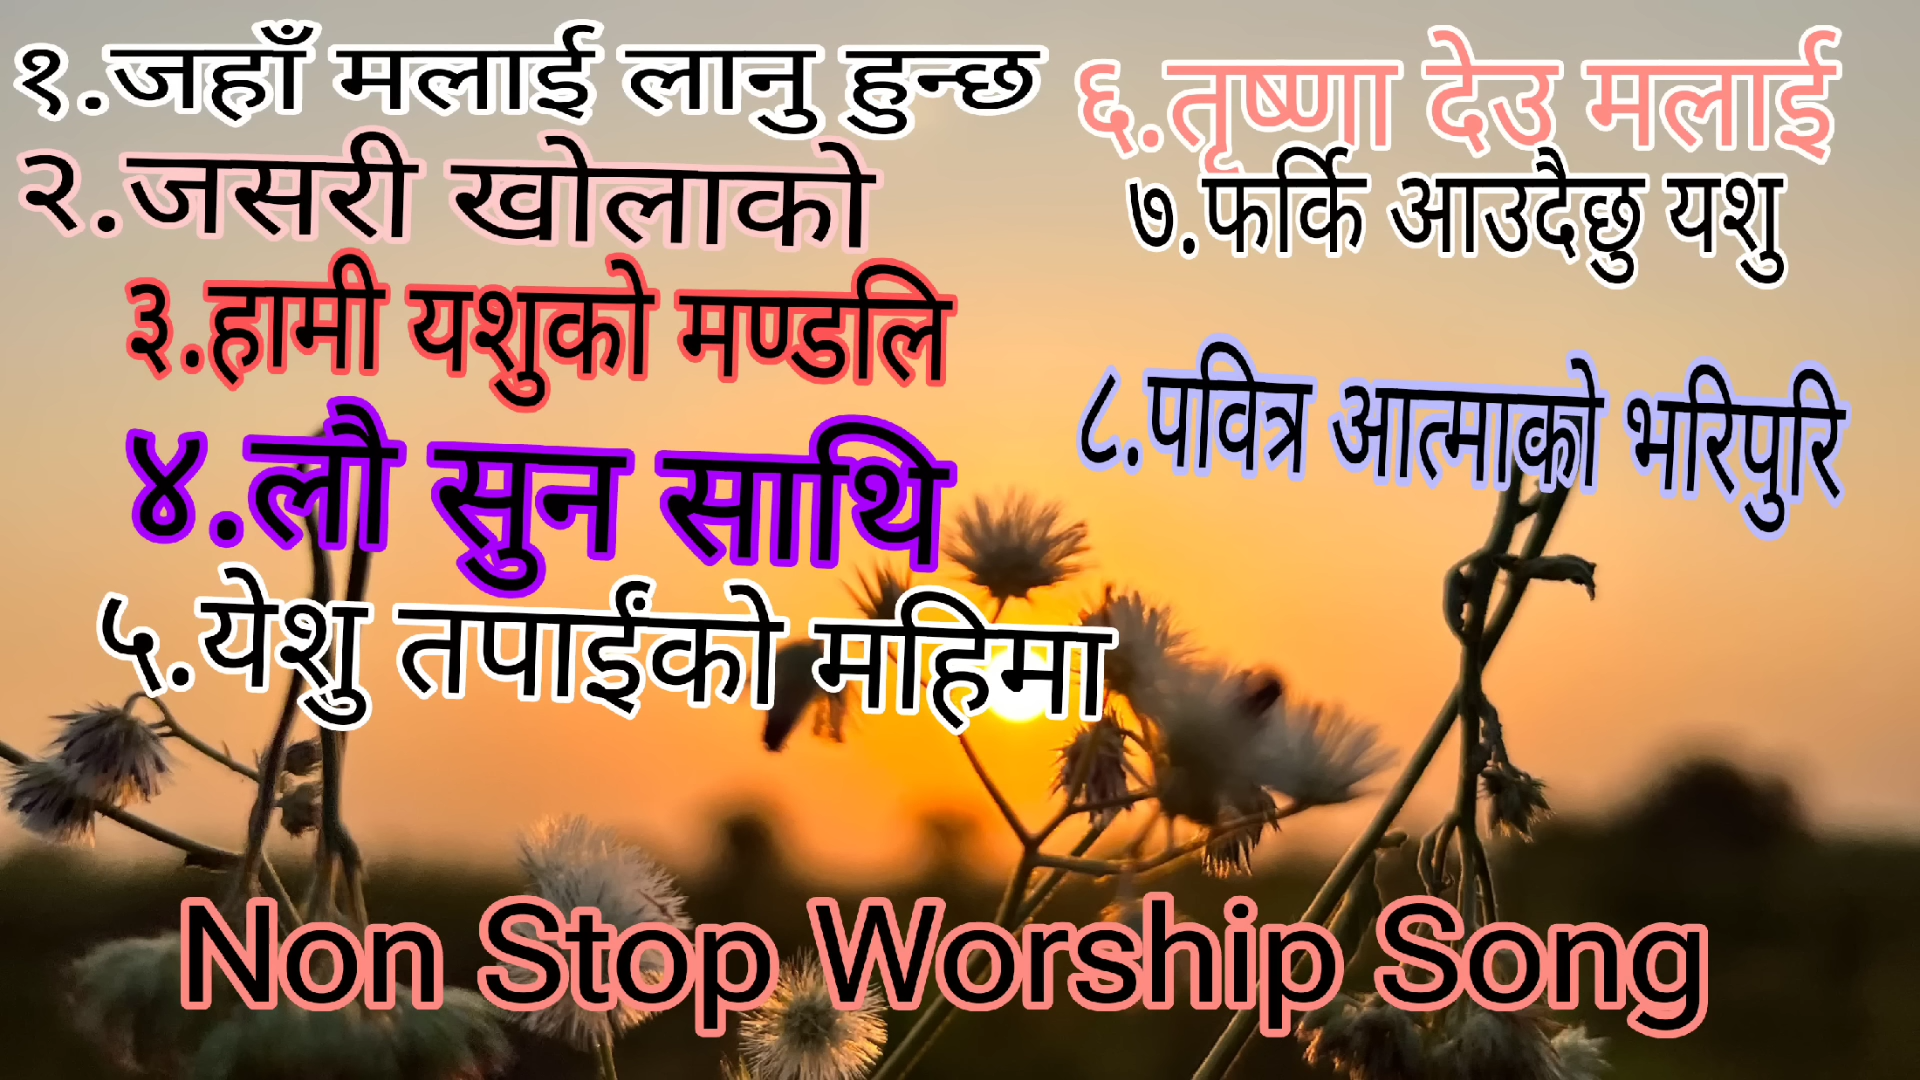 १.जहाँ मलाई लानु हुन्छ
२.जसरी खोलाको
३.हामी यशुको मण्डलि
४.लौ सुन साथि
५.येशु तपाईंको महिमा
६.तृष्णा देउ मलाई
७.फर्कि आउदैछु यशु
८.पवित्र आत्माको भरिपुरि
Non Stop Worship Song